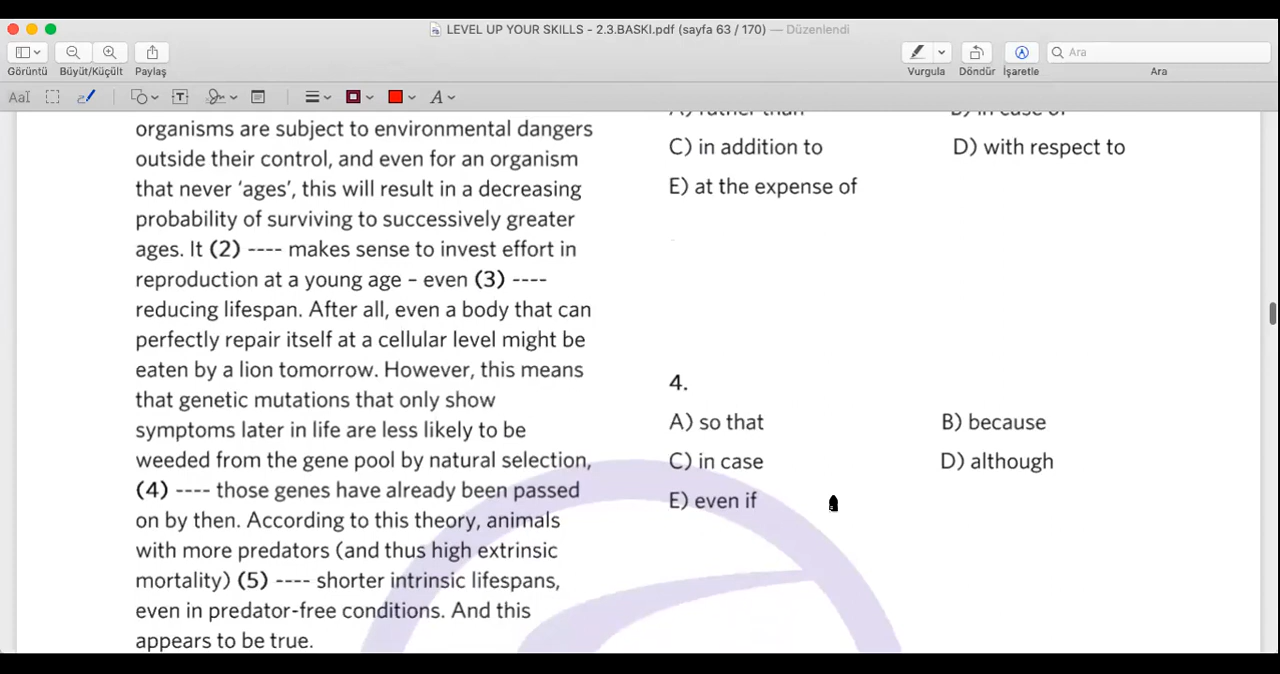 LEVEL UP YOUR SKILLS - 2.3.BASKI.pdf (sayfa 63 / 170) — Düzenlendi
Görüntü
Büyüt/Küçült
Paylaş
Vurgula
Döndür
İşaretle
Ara
Ara
AaI
T
A
organisms are subject to environmental dangers
outside their control, and even for an organism
that never ‘ages’, this will result in a decreasing
probability of surviving to successively greater
ages. It (2) ---- makes sense to invest effort in
reproduction at a young age – even (3) ----
reducing lifespan. After all, even a body that can
perfectly repair itself at a cellular level might be
eaten by a lion tomorrow. However, this means
that genetic mutations that only show
symptoms later in life are less likely to be
weeded from the gene pool by natural selection,
(4) ---- those genes have already been passed
on by then. According to this theory, animals
with more predators (and thus high extrinsic
mortality) (5) ---- shorter intrinsic lifespans,
even in predator-free conditions. And this
appears to be true.
A) rather than
B) in case of
C) in addition to
D) with respect to
E) at the expense of
4.
A) so that
B) because
C) in case
D) although
E) even if